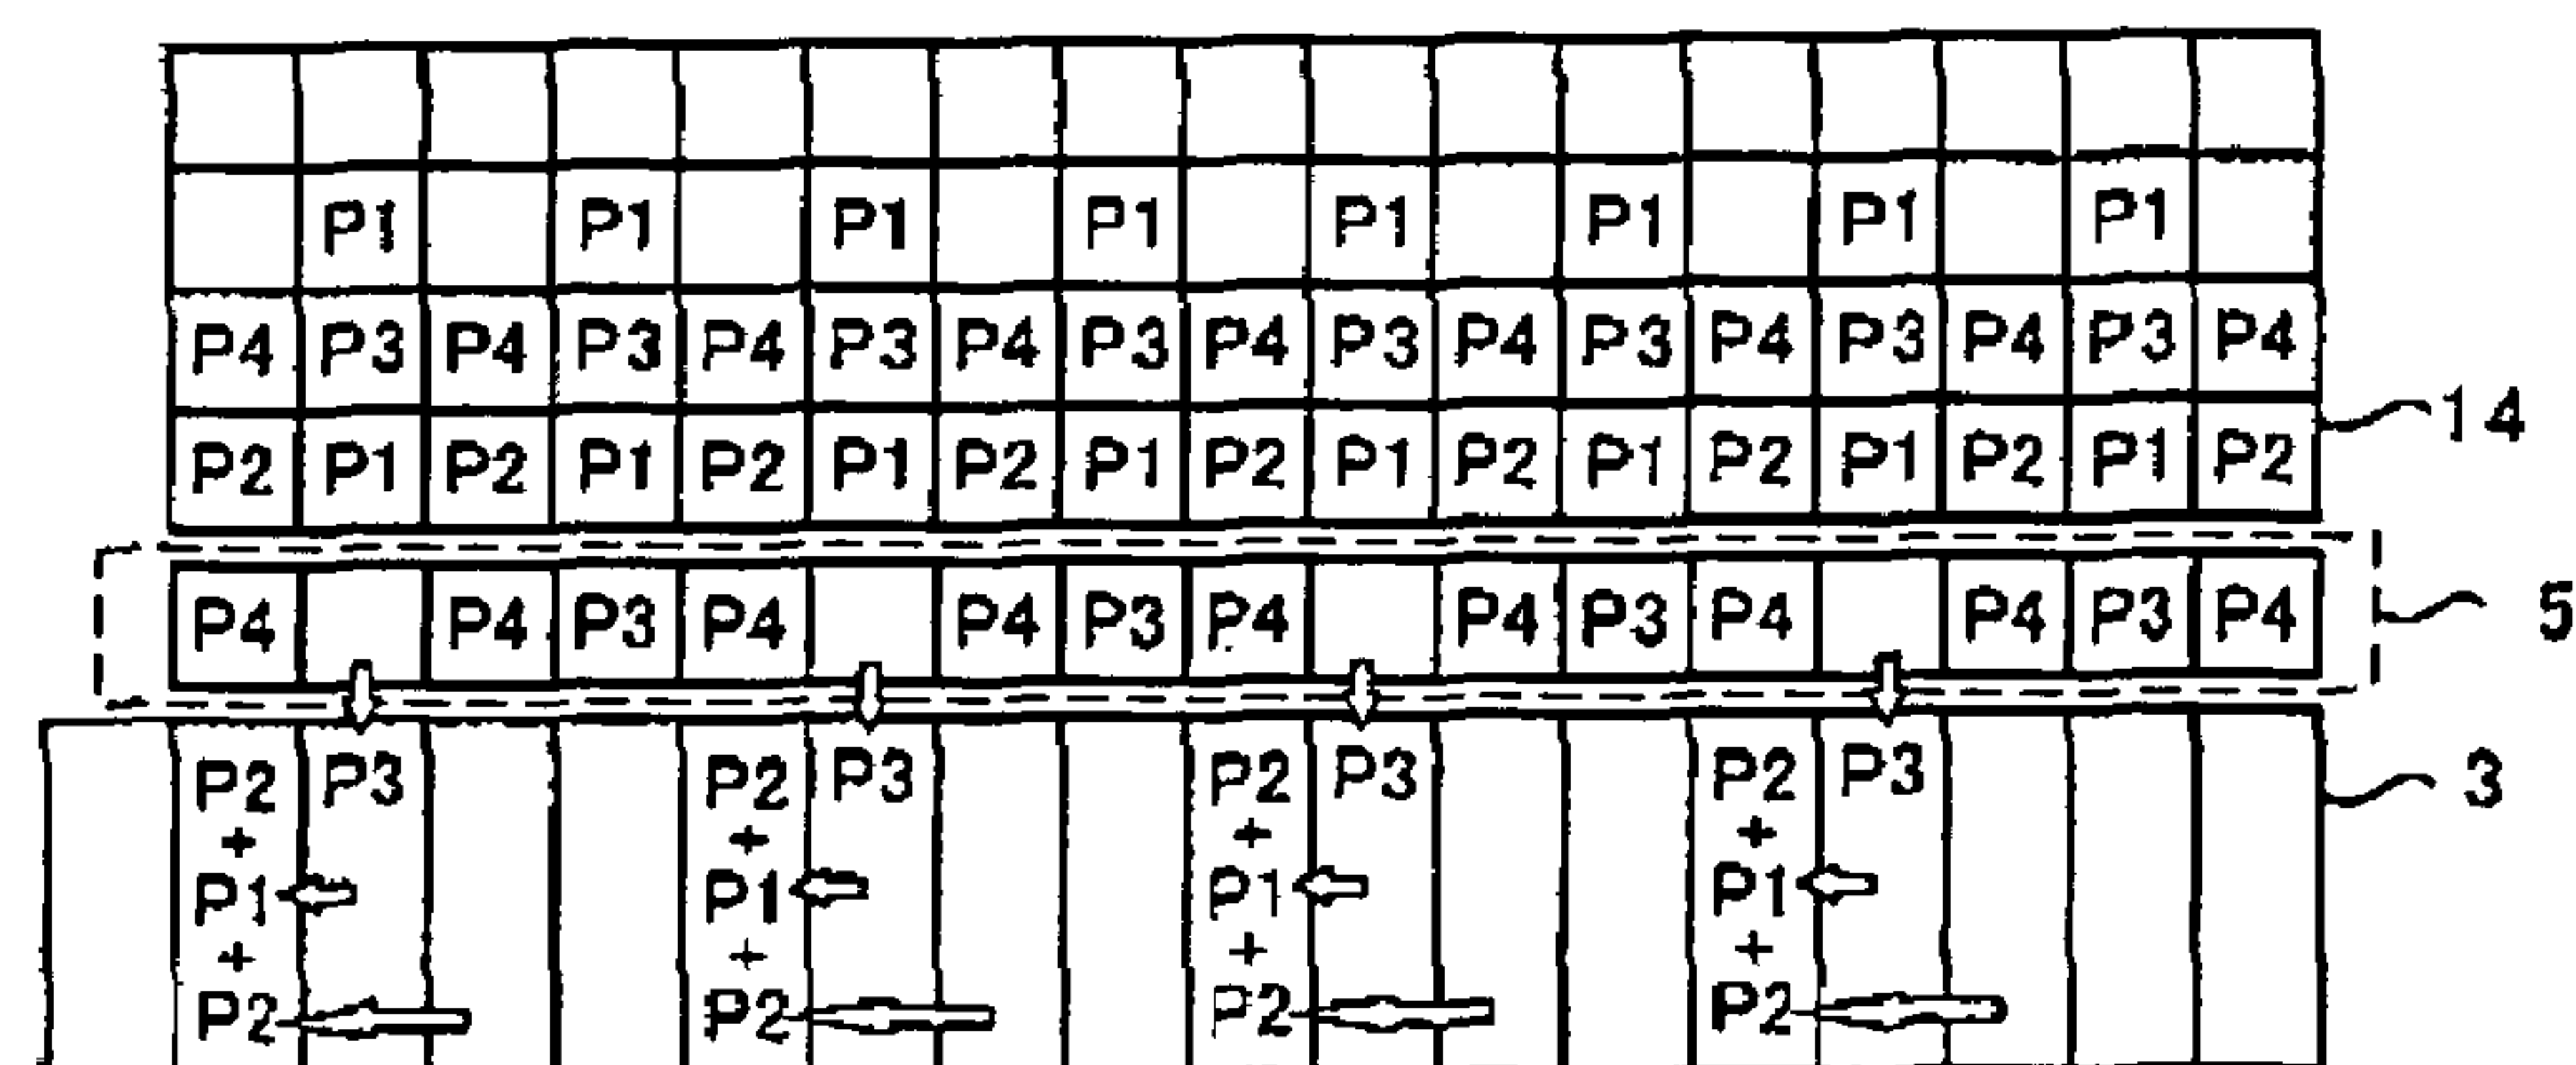 P1 P1 P1 P1 P1 P1 P1 P1
P4 P3 P4 P3 P4 P3 P4 P3 P4 P3 P4 P3 P4 P3 P4 P3 P4
14
P2 P1 P2 P1 P2 P1 P2 P1 P2 P1 P2 P1 P2 P1 P2 P1 P2
P4 P4 P3 P4 P4 P3 P4 P4 P3 P4 P4 P3 P4 5
P2 P3 P2 P3 P2 P3 P2 P3 3
+ + + +
P1 P1 P1 P1
+ + + +
P2 P2 P2 P2